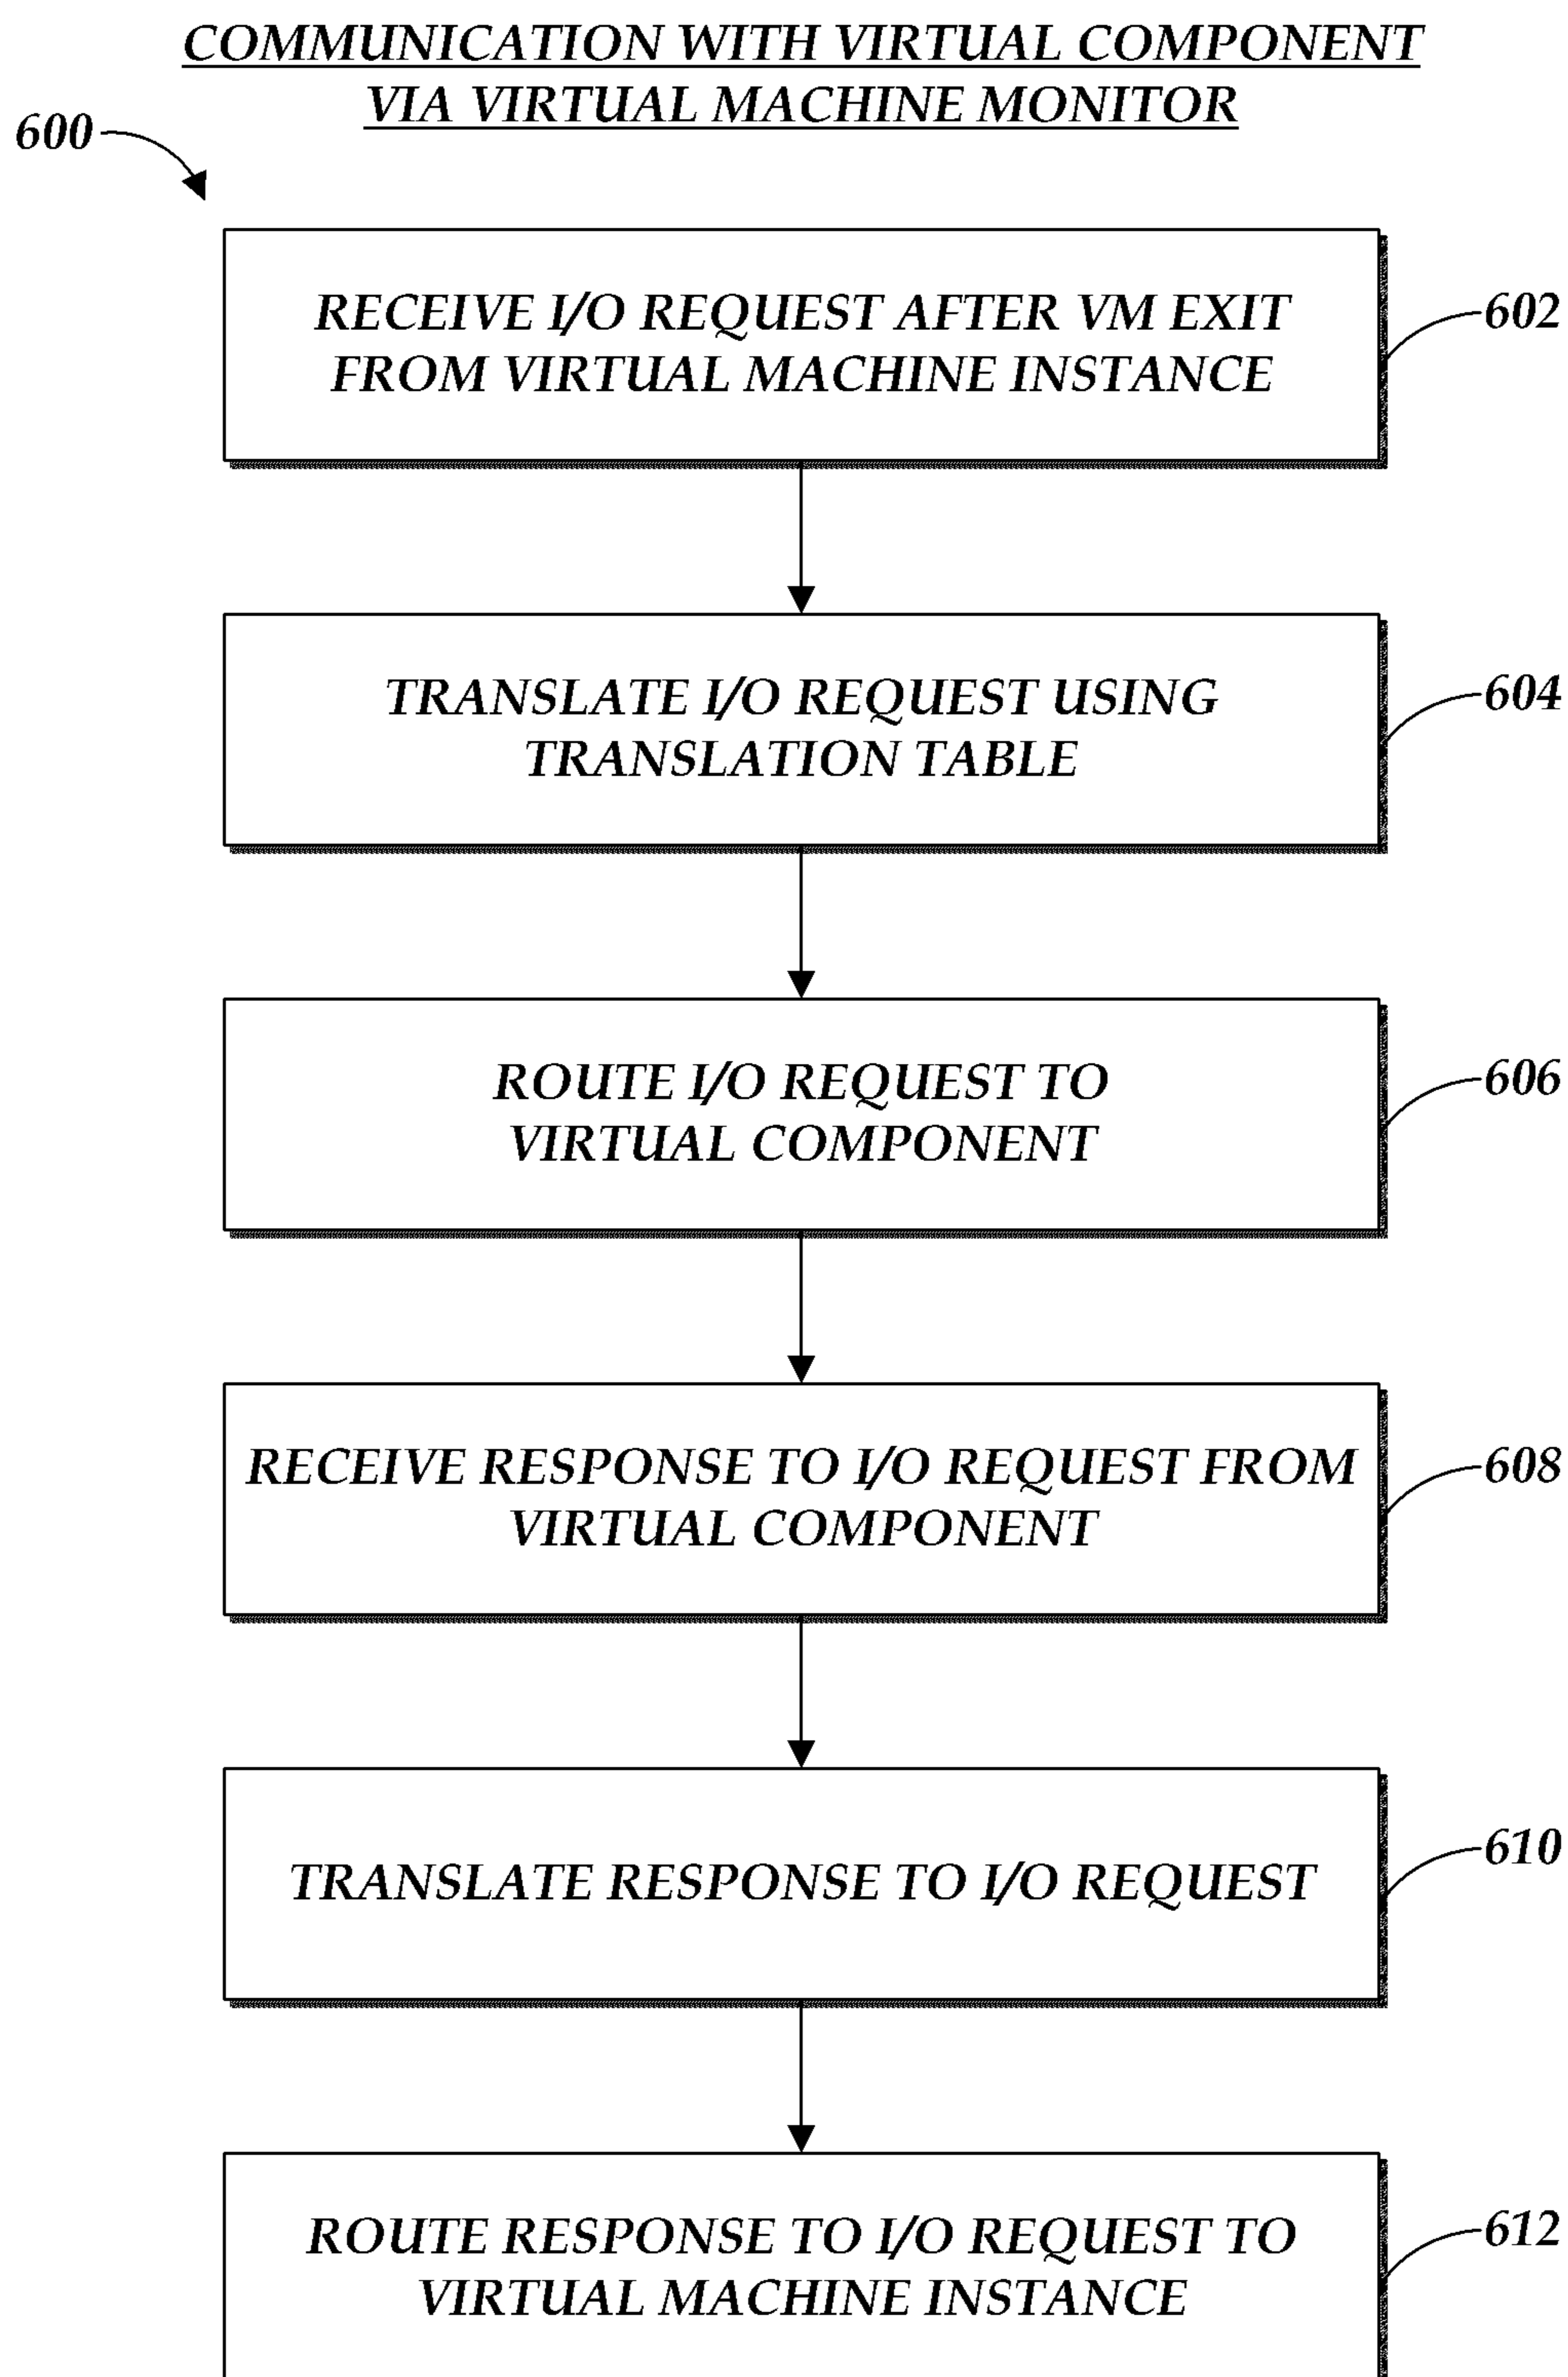 COMMUNICATION WITH VIRTUAL COMPONENT
VIA VIRTUAL MACHINE MONITOR
600
RECEIVE I/O REQUEST AFTER VM EXIT
FROM VIRTUAL MACHINE INSTANCE
602
TRANSLATE I/O REQUEST USING
TRANSLATION TABLE
604
ROUTE I/O REQUEST TO
VIRTUAL COMPONENT
606
RECEIVE RESPONSE TO I/O REQUEST FROM
VIRTUAL COMPONENT
608
TRANSLATE RESPONSE TO I/O REQUEST
610
ROUTE RESPONSE TO I/O REQUEST TO
VIRTUAL MACHINE INSTANCE
612